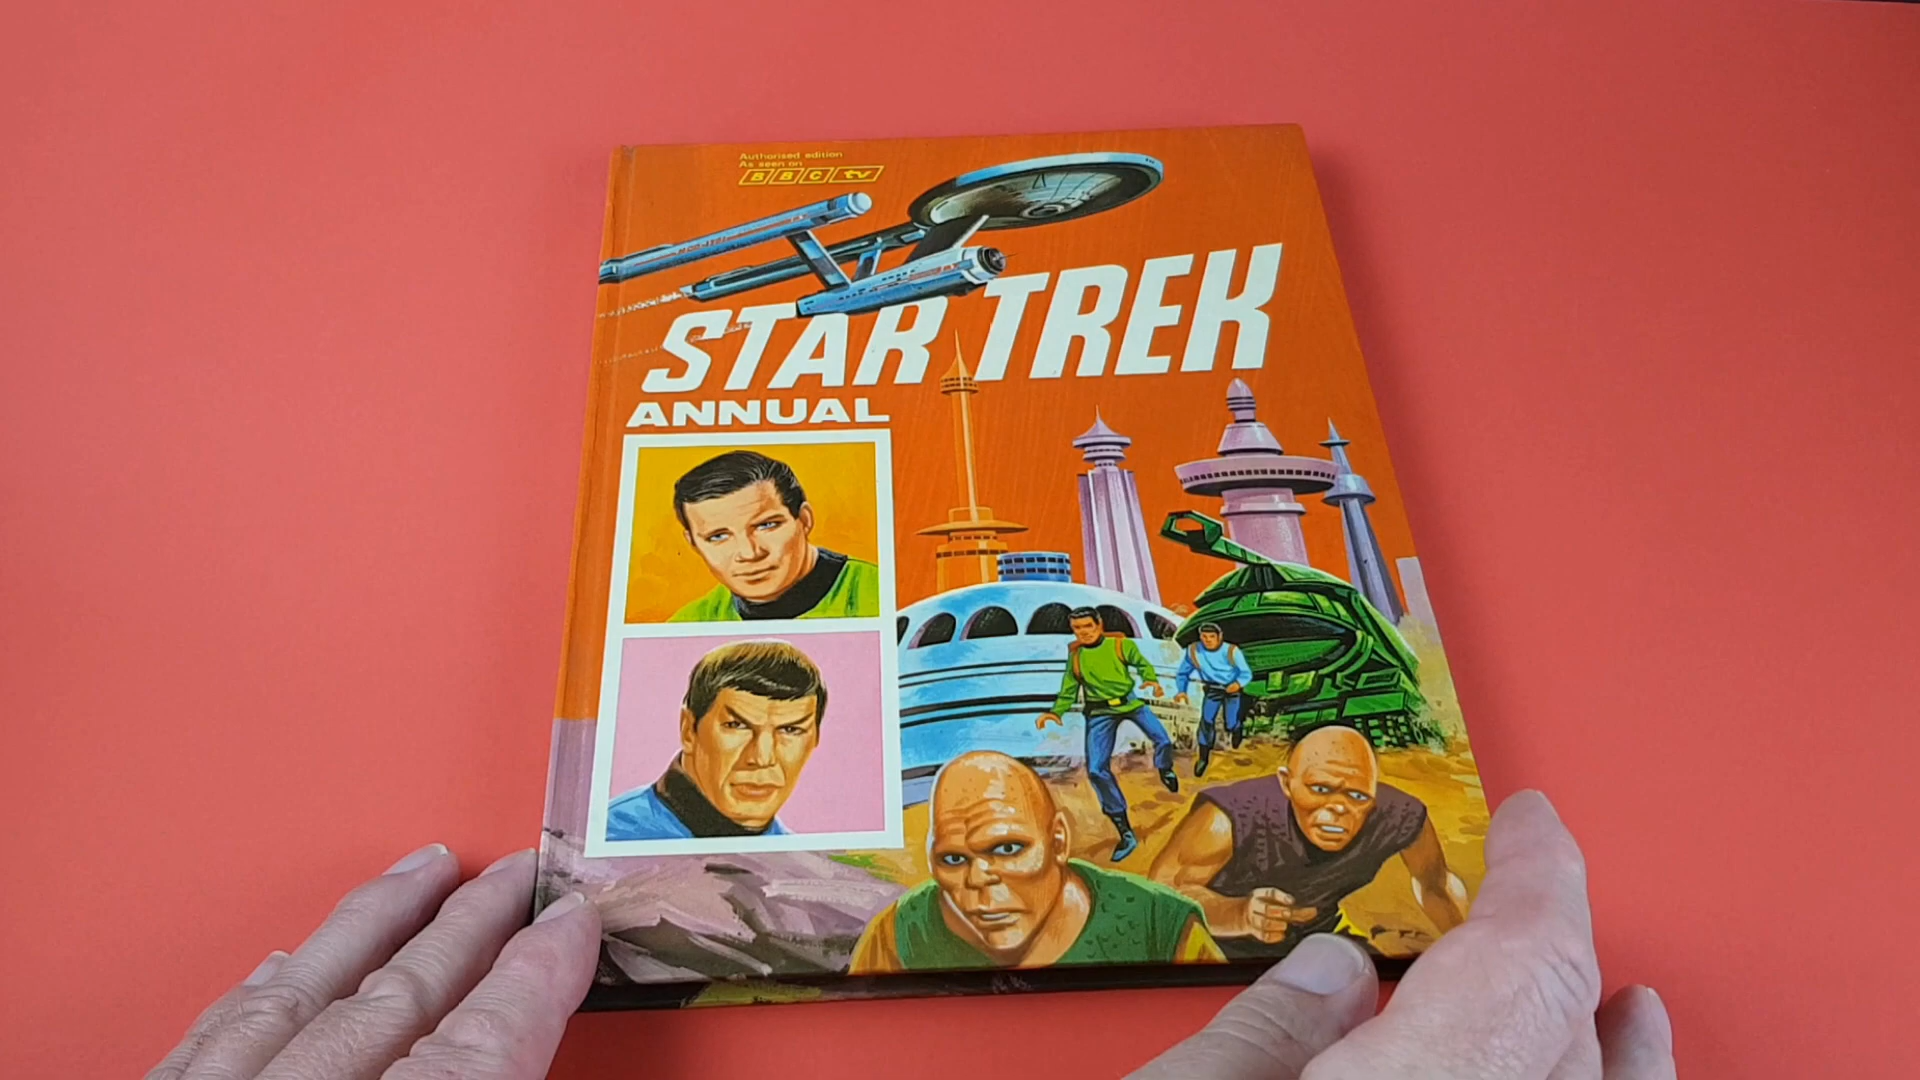 Authorised edition
As seen on
BBC tv
STAR TREK
ANNUAL